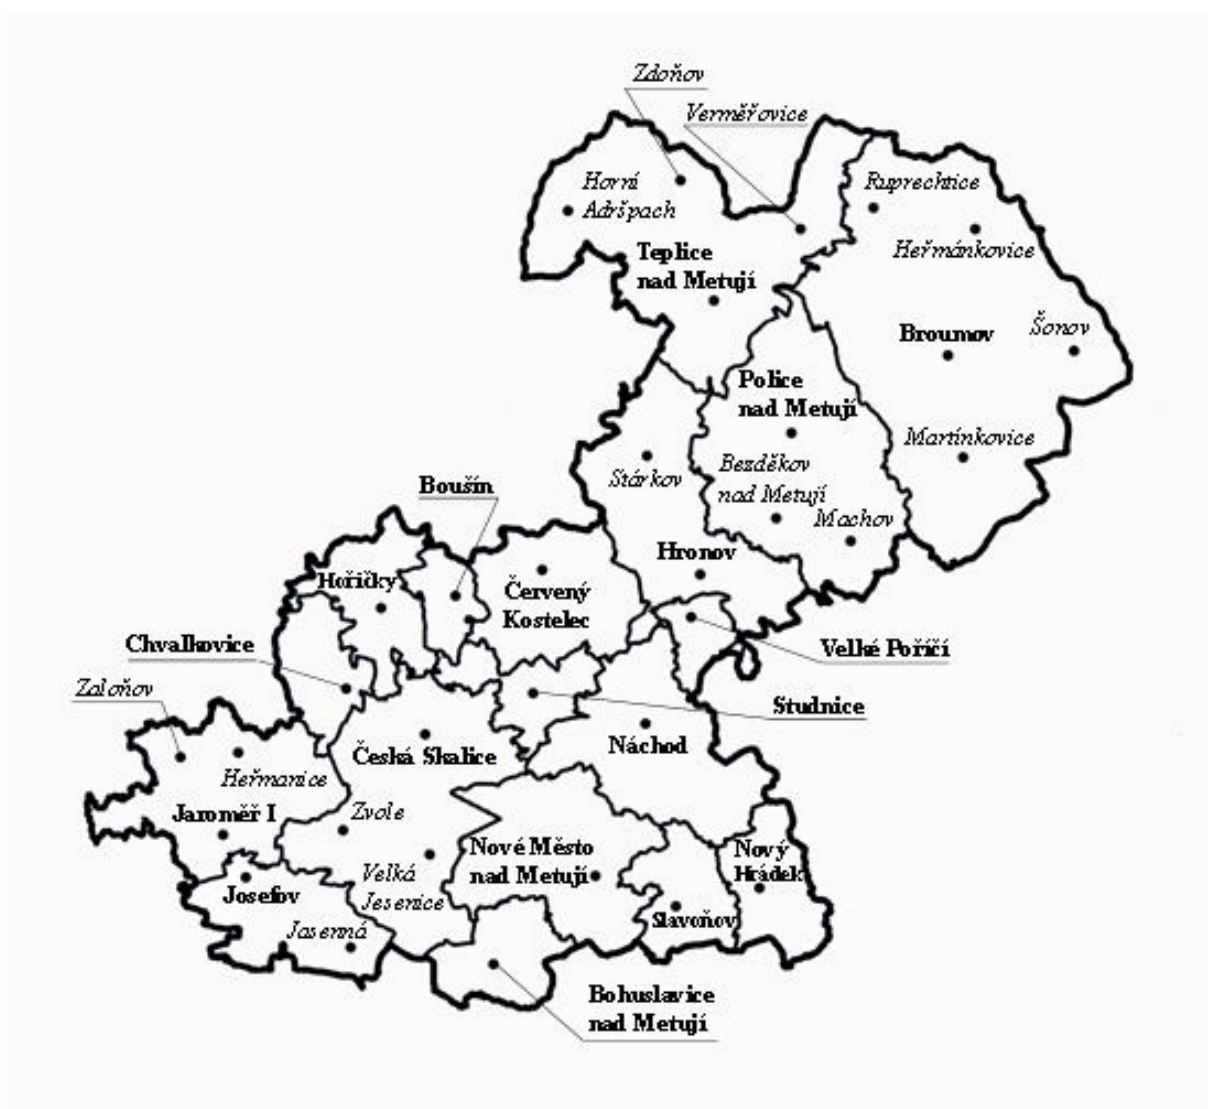 Zdoňov
Verměřovice
Horní
Adršpach
Ruprechtice
Heřmánkovice
Teplice
nad Metují
Broumov
Šonov
Police
nad Metují
Martínkovice
Stárkov
Bezděkov
nad Metují
Machov
Boušín
Hronov
Hořičky
Červený
Kostelec
Chvalkovice
Velké Poříčí
Zaloňov
Studnice
Náchod
Česká Skalice
Heřmanice
Jaroměř I
Zvole
Nové Město
nad Metují
Nový
Hrádek
Velká
Jesenice
Josefov
Slavoňov
Jasenná
Bohuslavice
nad Metují